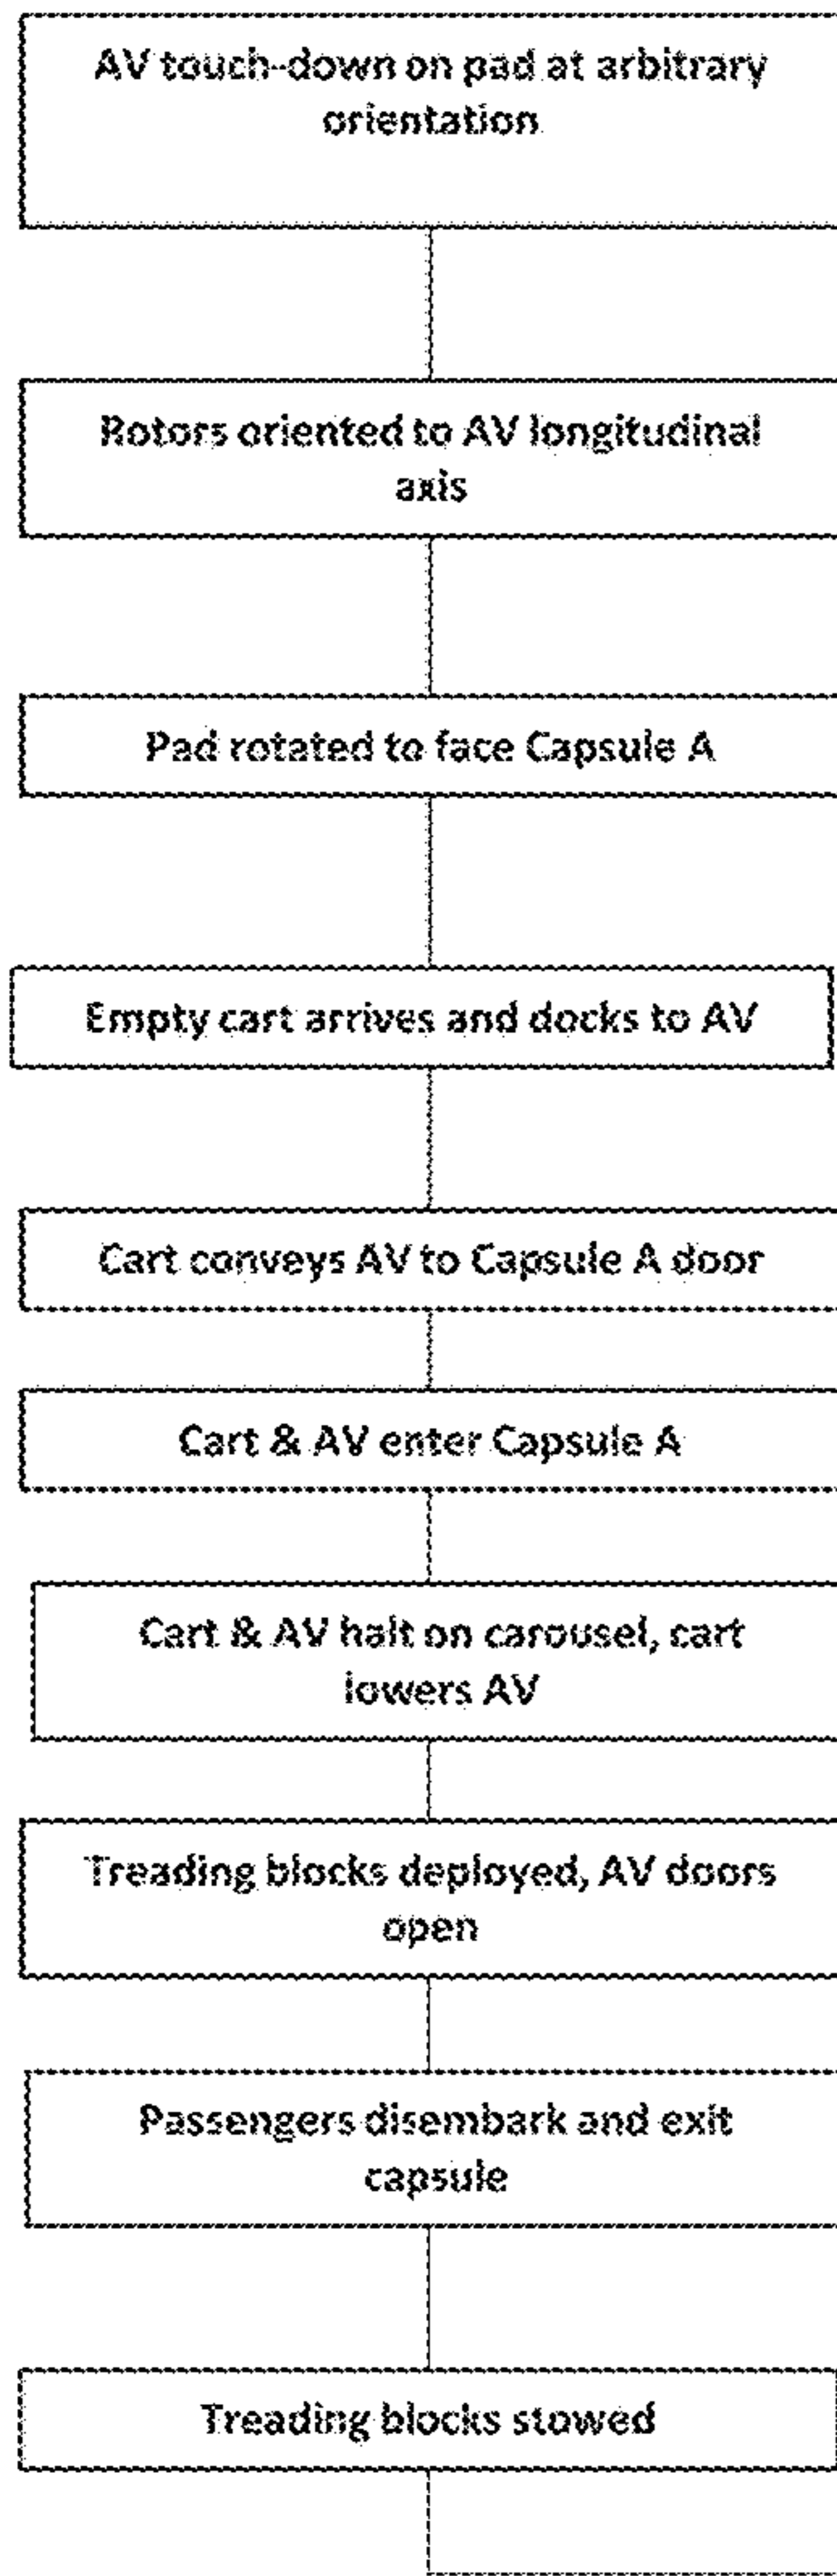 AV touch-down on pad at arbitrary
orientation
Rotors oriented to AV longitudinal
axis
Pad rotated to face Capsule A
Empty cart arrives and docks to AV
Cart conveys AV to Capsule A door
Cart & AV enter Capsule A
Cart & AV halt on carousel, cart
lowers AV
Treading blocks deployed, AV doors
open
Passengers disembark and exit
capsule
Treading blocks stowed